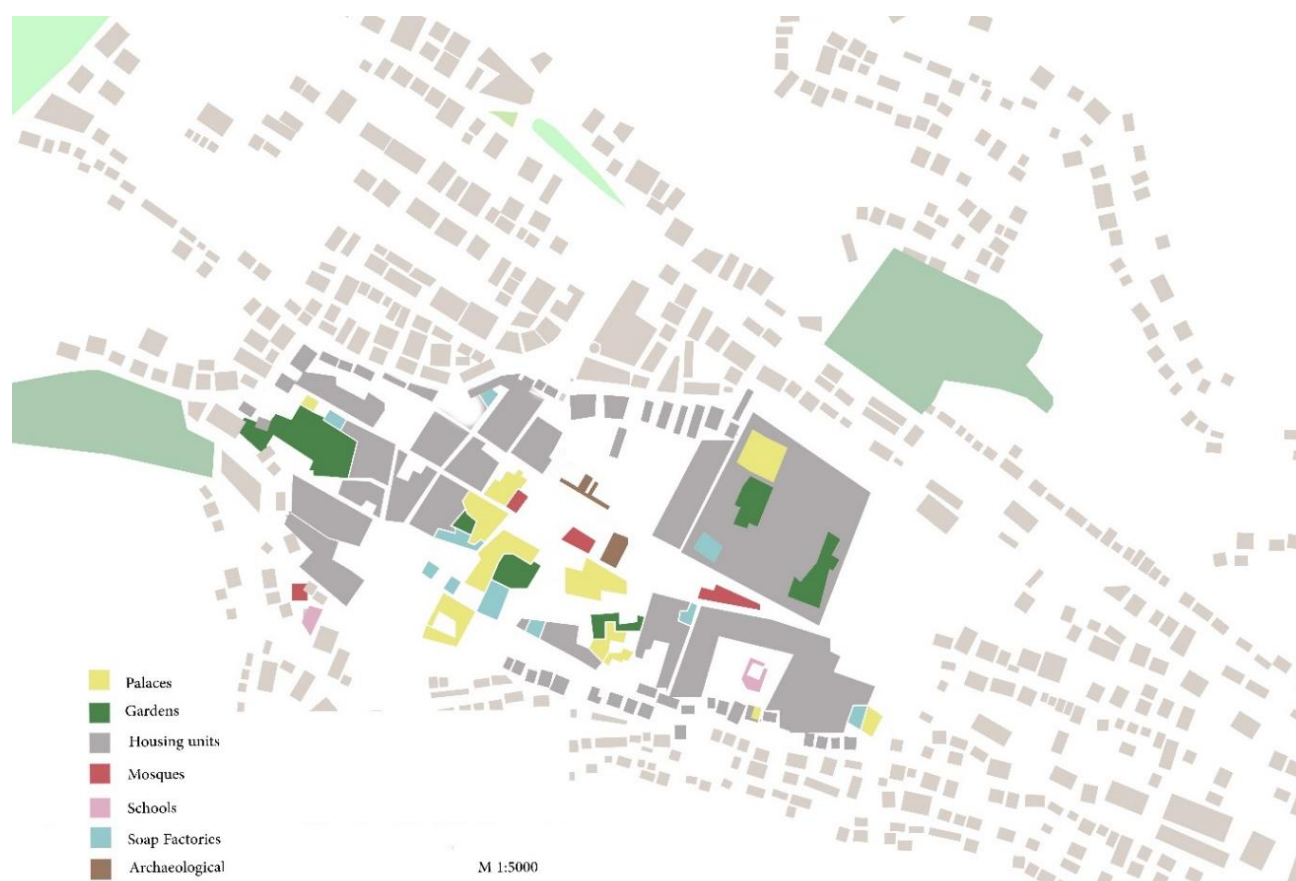 Palaces
Gardens
Housing units
Mosques
Schools
Soap Factories
Archaeological
M 1:5000